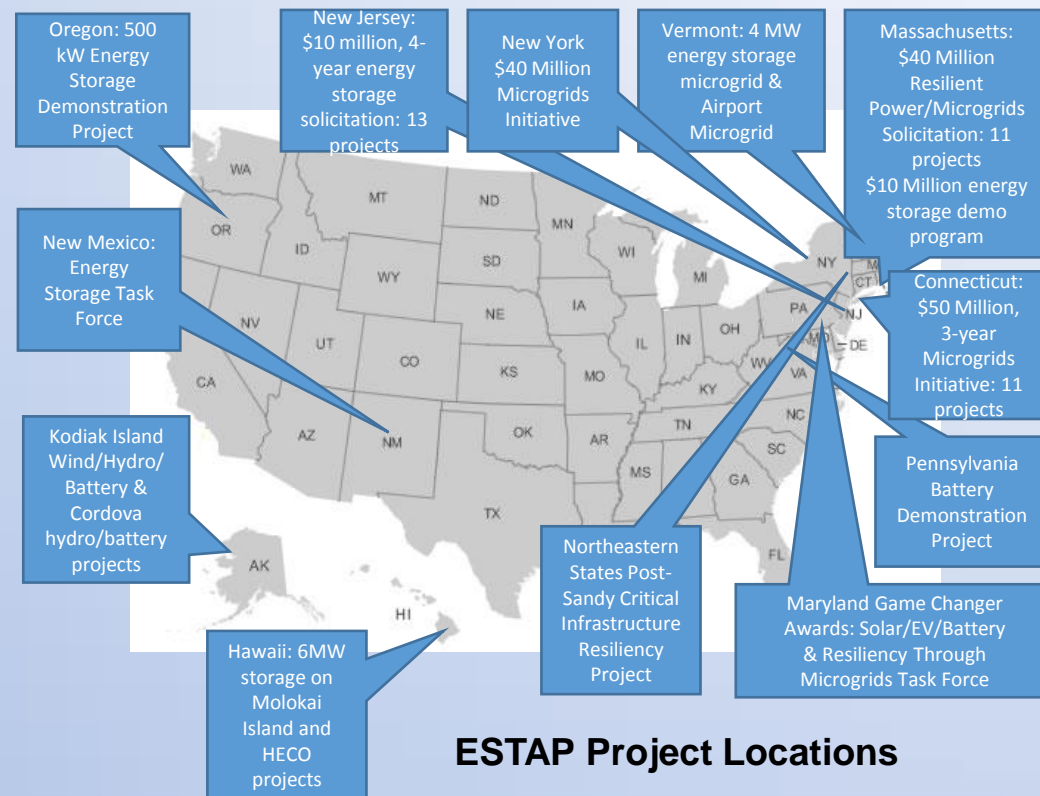 Oregon: 500
kW Energy
Storage
Demonstration
Project
New Jersey:
$10 million, 4-
year energy
storage
solicitation: 13
projects
New York
$40 Million
Microgrids
Initiative
Vermont: 4 MW
energy storage
microgrid &
Airport
Microgrid
Massachusetts:
$40 Million
Resilient
Power/Microgrids
Solicitation: 11
projects
$10 Million energy
storage demo
program
New Mexico:
Energy
Storage Task
Force
Connecticut:
$50 Million,
3-year
Microgrids
Initiative: 11
projects
Kodiak Island
Wind/Hydro/
Battery &
Cordova
hydro/battery
projects
Pennsylvania
Battery
Demonstration
Project
Northeastern
States Post-
Sandy Critical
Infrastructure
Resiliency
Project
Maryland Game Changer
Awards: Solar/EV/Battery
& Resiliency Through
Microgrids Task Force
Hawaii: 6MW
storage on
Molokai
Island and
HECO
projects
WA
MT
ND
MN
OR
ID
WY
SD
WI
MI
NY
CT
NV
UT
CO
NE
IA
IL
IN
OH
PA
NJ
DE
MD
CA
KS
MO
KY
WV
VA
AZ
NM
OK
AR
TN
NC
SC
MS
GA
TX
FL
AK
HI
ESTAP Project Locations